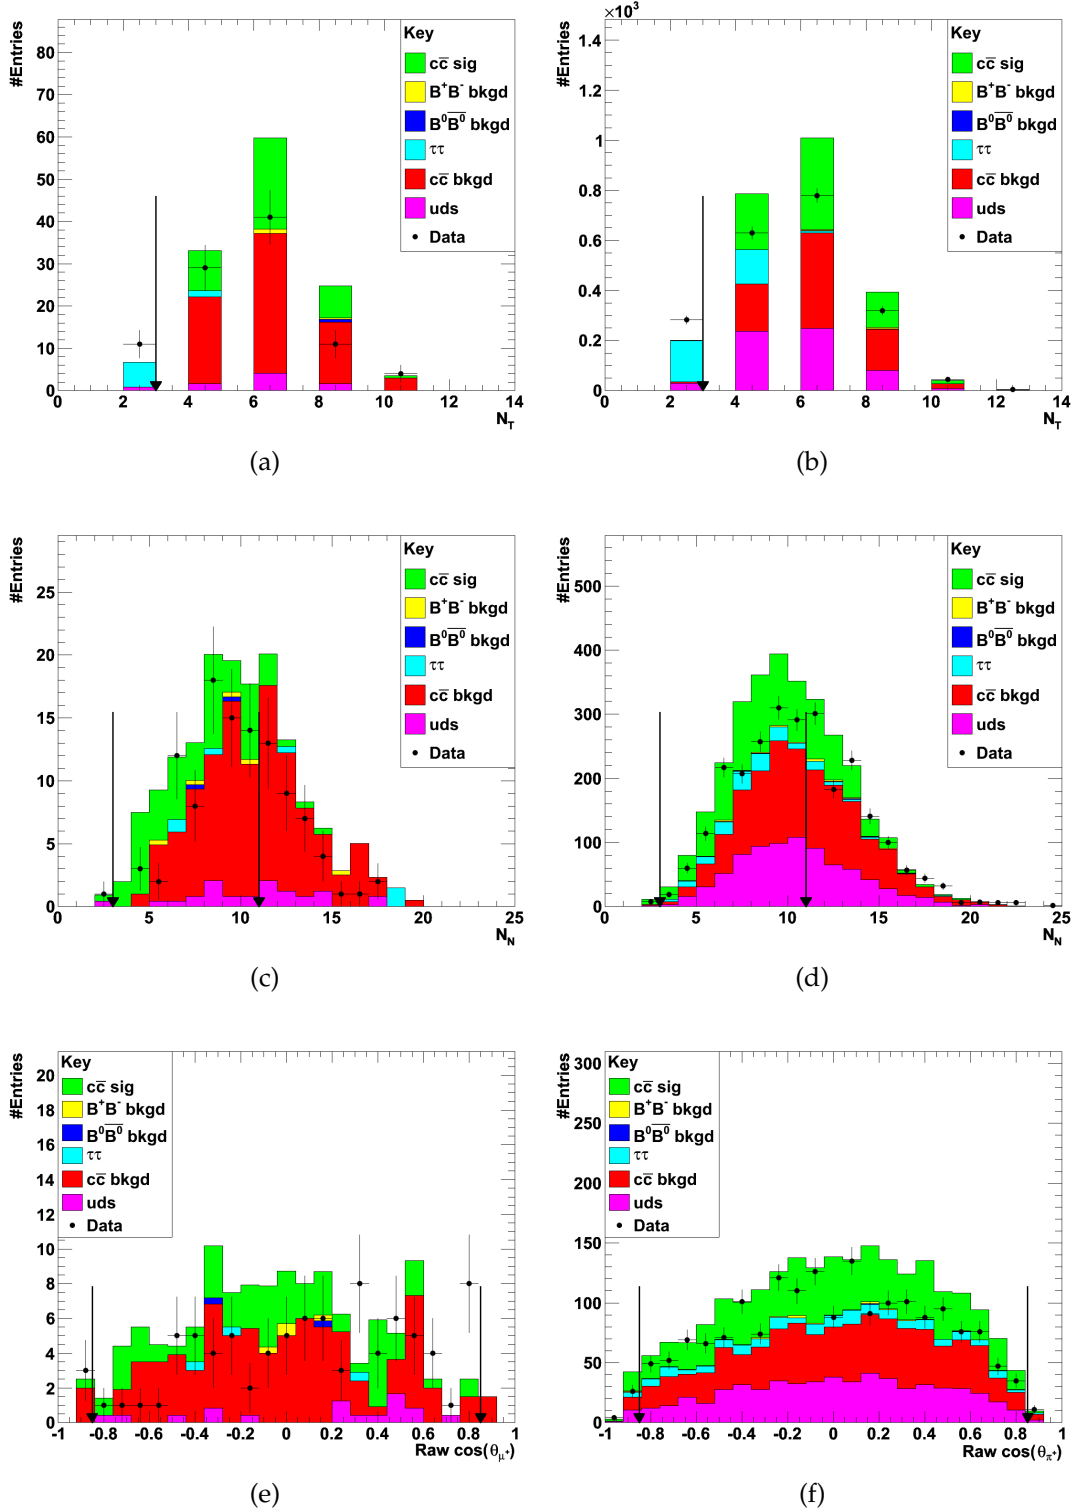 #Entries
80
70
60
50
40
30
20
10
0
0 2 4 6 8 10 12 14
N_T
Key
cc̅ sig
B⁺B⁻ bkgd
B⁰B̅⁰ bkgd
ττ
cc̅ bkgd
uds
Data
(a)
×10³
#Entries
1.4
1.2
1
0.8
0.6
0.4
0.2
0
0 2 4 6 8 10 12 14
N_T
Key
cc̅ sig
B⁺B⁻ bkgd
B⁰B̅⁰ bkgd
ττ
cc̅ bkgd
uds
Data
(b)
#Entries
25
20
15
10
5
0
0 5 10 15 20 25
N_N
Key
cc̅ sig
B⁺B⁻ bkgd
B⁰B̅⁰ bkgd
ττ
cc̅ bkgd
uds
Data
(c)
#Entries
500
400
300
200
100
0
0 5 10 15 20 25
N_N
Key
cc̅ sig
B⁺B⁻ bkgd
B⁰B̅⁰ bkgd
ττ
cc̅ bkgd
uds
Data
(d)
#Entries
20
18
16
14
12
10
8
6
4
2
0
-1 -0.8 -0.6 -0.4 -0.2 0 0.2 0.4 0.6 0.8 1
Raw cos(θ_μ⁺)
Key
cc̅ sig
B⁺B⁻ bkgd
B⁰B̅⁰ bkgd
ττ
cc̅ bkgd
uds
Data
(e)
#Entries
300
250
200
150
100
50
0
-1 -0.8 -0.6 -0.4 -0.2 0 0.2 0.4 0.6 0.8 1
Raw cos(θ_π⁺)
Key
cc̅ sig
B⁺B⁻ bkgd
B⁰B̅⁰ bkgd
ττ
cc̅ bkgd
uds
Data
(f)